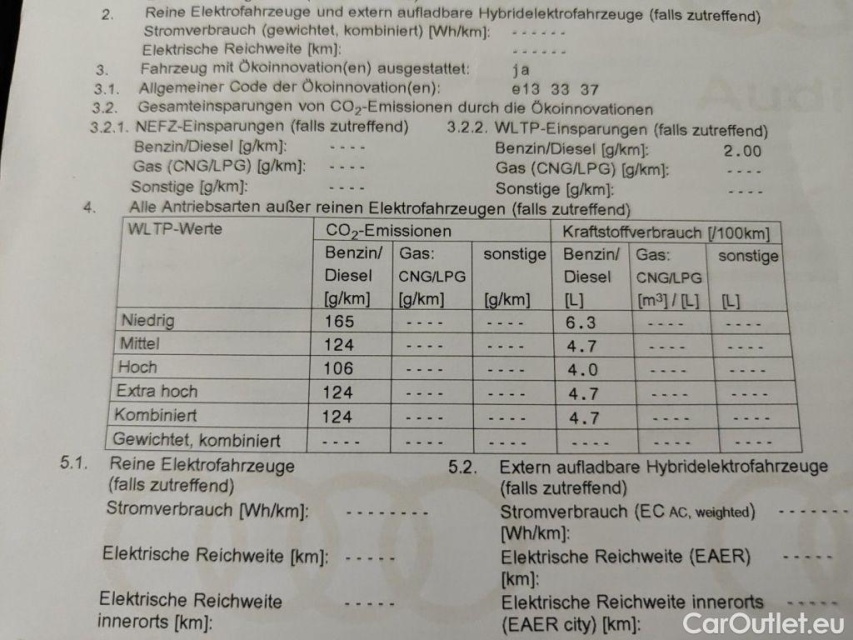 2. Reine Elektrofahrzeuge und extern aufladbare Hybridelektrofahrzeuge (falls zutreffend)
Stromverbrauch (gewichtet, kombiniert) [Wh/km]: ------
Elektrische Reichweite [km]: ------
3. Fahrzeug mit Ökoinnovation(en) ausgestattet: ja
3.1. Allgemeiner Code der Ökoinnovation(en): e13 33 37
3.2. Gesamteinsparungen von CO₂-Emissionen durch die Ökoinnovationen
3.2.1. NEFZ-Einsparungen (falls zutreffend) 3.2.2. WLTP-Einsparungen (falls zutreffend)
Benzin/Diesel [g/km]: ---- Benzin/Diesel [g/km]: 2.00
Gas (CNG/LPG) [g/km]: ---- Gas (CNG/LPG) [g/km]: ----
Sonstige [g/km]: ---- Sonstige [g/km]: ----
4. Alle Antriebsarten außer reinen Elektrofahrzeugen (falls zutreffend)
WLTP-Werte CO₂-Emissionen Kraftstoffverbrauch [/100km]
Benzin/ Gas: sonstige Benzin/ Gas: sonstige
Diesel CNG/LPG Diesel CNG/LPG
[g/km] [g/km] [g/km] [L] [m³] / [L] [L]
Niedrig 165 ---- ---- 6.3 ---- ----
Mittel 124 ---- ---- 4.7 ---- ----
Hoch 106 ---- ---- 4.0 ---- ----
Extra hoch 124 ---- ---- 4.7 ---- ----
Kombiniert 124 ---- ---- 4.7 ---- ----
Gewichtet, kombiniert ---- ---- ---- ---- ---- ----
5.1. Reine Elektrofahrzeuge 5.2. Extern aufladbare Hybridelektrofahrzeuge
(falls zutreffend) (falls zutreffend)
Stromverbrauch [Wh/km]: -------- Stromverbrauch (EC AC, weighted) -------
[Wh/km]:
Elektrische Reichweite [km]: ----- Elektrische Reichweite (EAER) -----
[km]:
Elektrische Reichweite ----- Elektrische Reichweite innerorts -----
innerorts [km]: (EAER city) [km]:
CarOutlet.eu